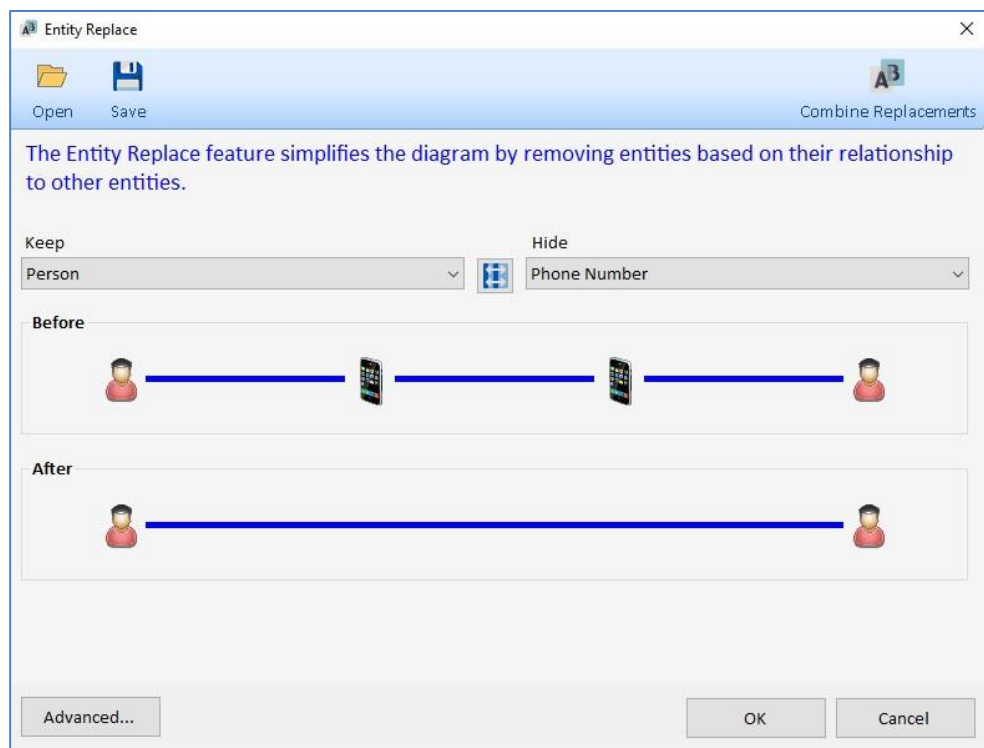 Entity Replace
Open
Save
Combine Replacements
The Entity Replace feature simplifies the diagram by removing entities based on their relationship
to other entities.
Keep
Hide
Person
Phone Number
Before
After
Advanced...
OK
Cancel